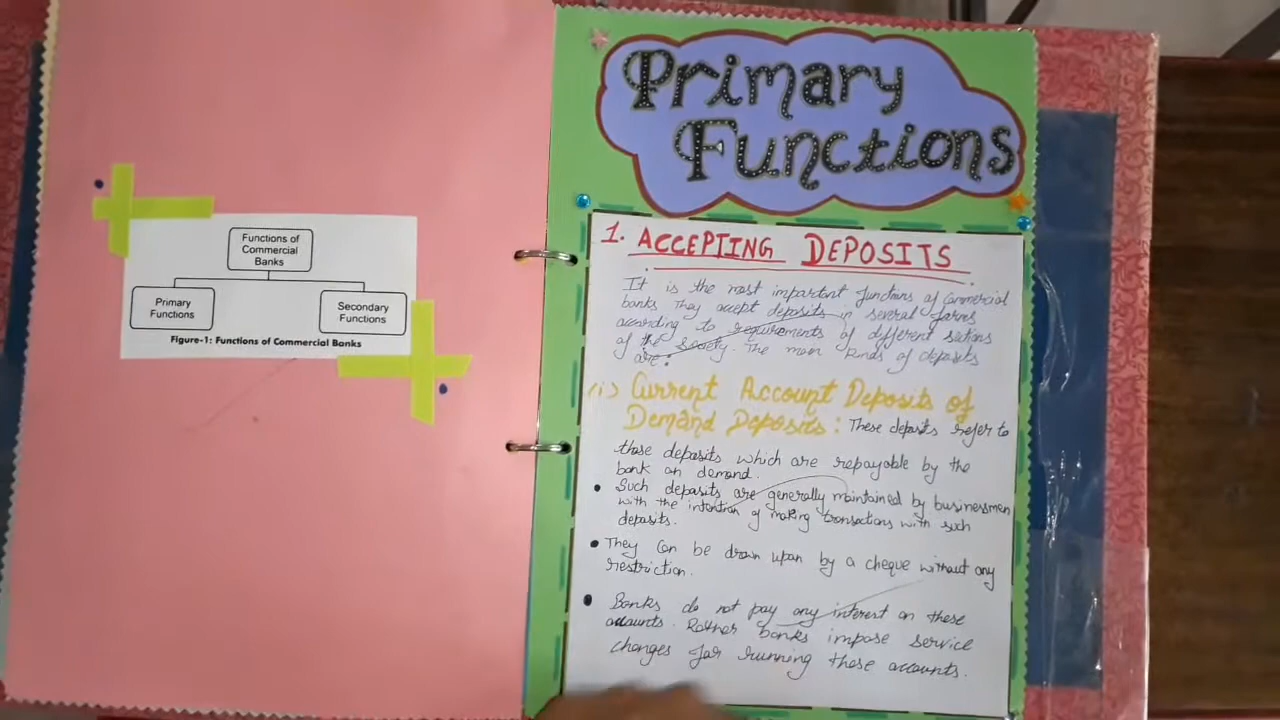 Functions of
Commercial
Banks
Primary
Functions
Secondary
Functions
Figure-1: Functions of Commercial Banks
Primary
Functions
1. ACCEPTING DEPOSITS
It is the most important functions of Commercial
banks. They accept deposits in several forms
according to requirements of different sections
of the society. The main kinds of deposits
are:
(i) Current Account Deposits of
Demand Deposits: These deposits refer to
those deposits which are repayable by the
bank on demand.
• Such deposits are generally maintained by businessmen
with the intention of making transactions with such
deposits.
• They can be drawn upon by a cheque without any
restriction.
• Banks do not pay any interest on these
accounts. Rather banks impose service
changes for running these accounts.